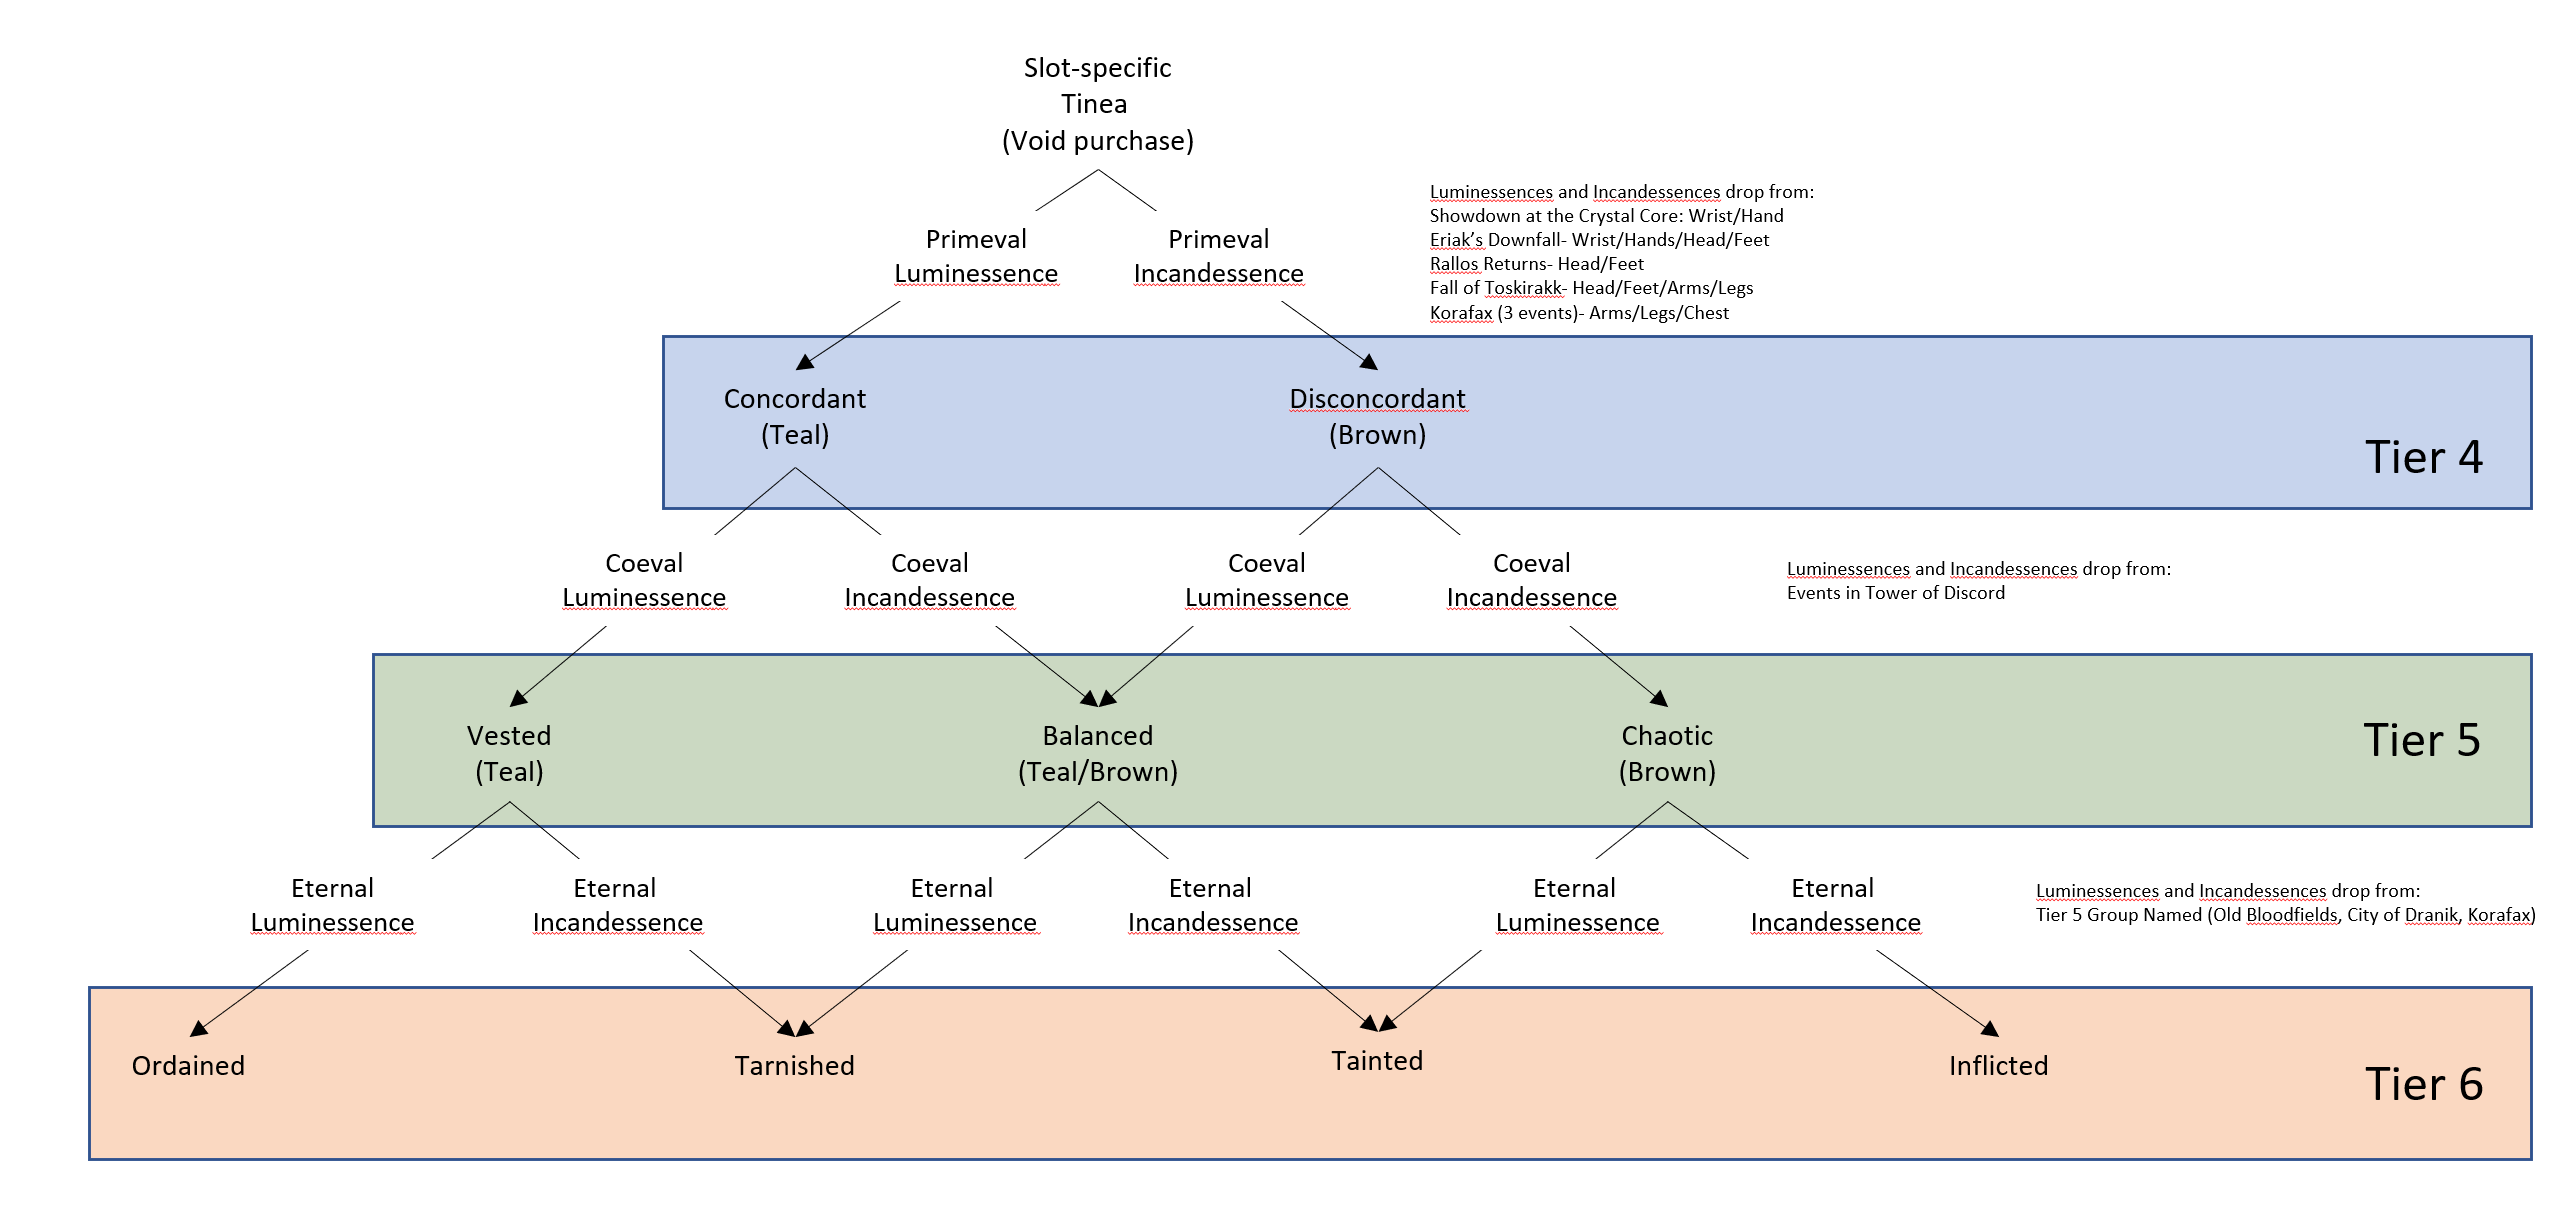 Slot-specific
Tinea
(Void purchase)
Primeval
Luminessence
Primeval
Incandessence
Luminessences and Incandessences drop from:
Showdown at the Crystal Core: Wrist/Hand
Eriak’s Downfall- Wrist/Hands/Head/Feet
Rallos Returns- Head/Feet
Fall of Toskirakk- Head/Feet/Arms/Legs
Korafax (3 events)- Arms/Legs/Chest
Concordant
(Teal)
Disconcordant
(Brown)
Tier 4
Coeval
Luminessence
Coeval
Incandessence
Coeval
Luminessence
Coeval
Incandessence
Luminessences and Incandessences drop from:
Events in Tower of Discord
Vested
(Teal)
Balanced
(Teal/Brown)
Chaotic
(Brown)
Tier 5
Eternal
Luminessence
Eternal
Incandessence
Eternal
Luminessence
Eternal
Incandessence
Eternal
Luminessence
Eternal
Incandessence
Luminessences and Incandessences drop from:
Tier 5 Group Named (Old Bloodfields, City of Dranik, Korafax)
Ordained
Tarnished
Tainted
Inflicted
Tier 6